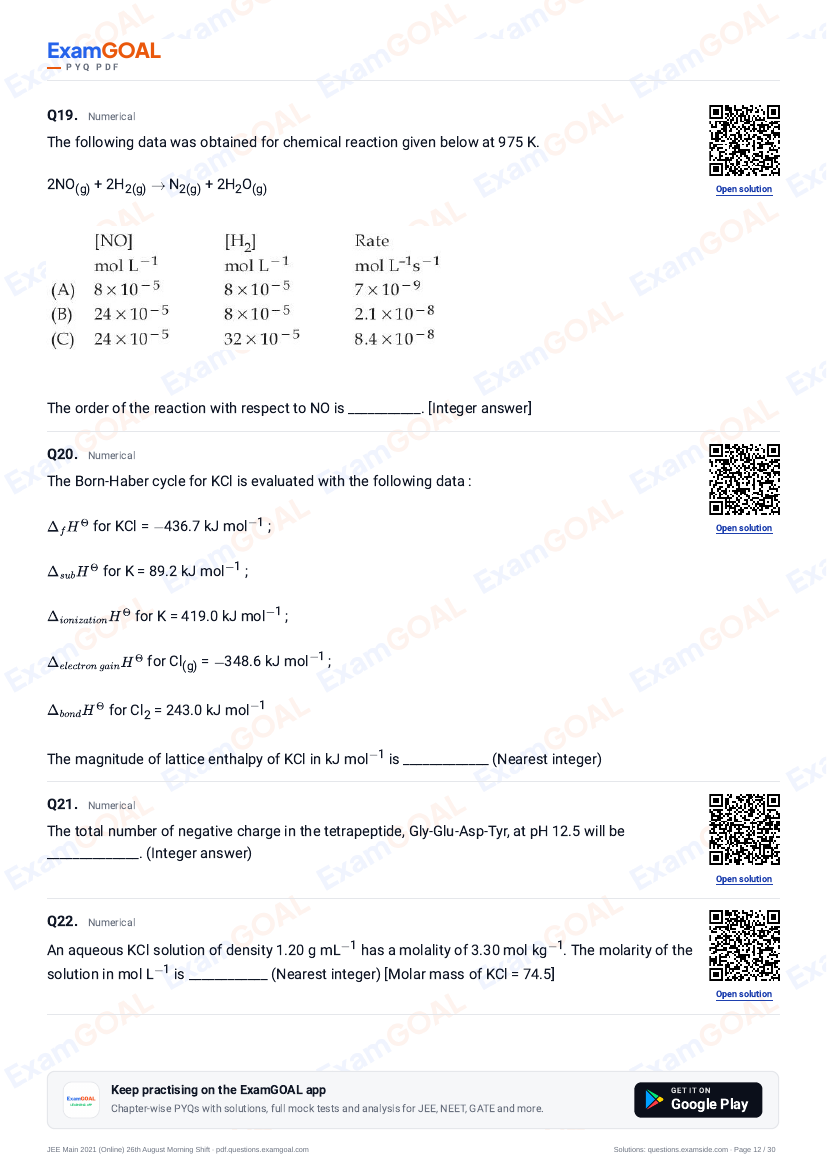 ExamGOAL
PYQ PDF
Q19. Numerical
The following data was obtained for chemical reaction given below at 975 K.
Open solution
2NO(g) + 2H2(g) → N2(g) + 2H2O(g)
[NO] [H2] Rate
mol L−1 mol L−1 mol L-1s−1
(A) 8 × 10−5 8 × 10−5 7 × 10−9
(B) 24 × 10−5 8 × 10−5 2.1 × 10−8
(C) 24 × 10−5 32 × 10−5 8.4 × 10−8
The order of the reaction with respect to NO is ___________. [Integer answer]
Q20. Numerical
The Born-Haber cycle for KCl is evaluated with the following data :
Open solution
ΔfH⊖ for KCl = −436.7 kJ mol−1 ;
ΔsubH⊖ for K = 89.2 kJ mol−1 ;
ΔionizationH⊖ for K = 419.0 kJ mol−1 ;
Δelectron gainH⊖ for Cl(g) = −348.6 kJ mol−1 ;
ΔbondH⊖ for Cl2 = 243.0 kJ mol−1
The magnitude of lattice enthalpy of KCl in kJ mol−1 is _____________ (Nearest integer)
Q21. Numerical
The total number of negative charge in the tetrapeptide, Gly-Glu-Asp-Tyr, at pH 12.5 will be
______________. (Integer answer)
Open solution
Q22. Numerical
An aqueous KCl solution of density 1.20 g mL−1 has a molality of 3.30 mol kg−1. The molarity of the
solution in mol L−1 is ____________ (Nearest integer) [Molar mass of KCl = 74.5]
Open solution
Keep practising on the ExamGOAL app
Chapter-wise PYQs with solutions, full mock tests and analysis for JEE, NEET, GATE and more.
GET IT ON
Google Play
JEE Main 2021 (Online) 26th August Morning Shift · pdf.questions.examgoal.com
Solutions: questions.examside.com · Page 12 / 30